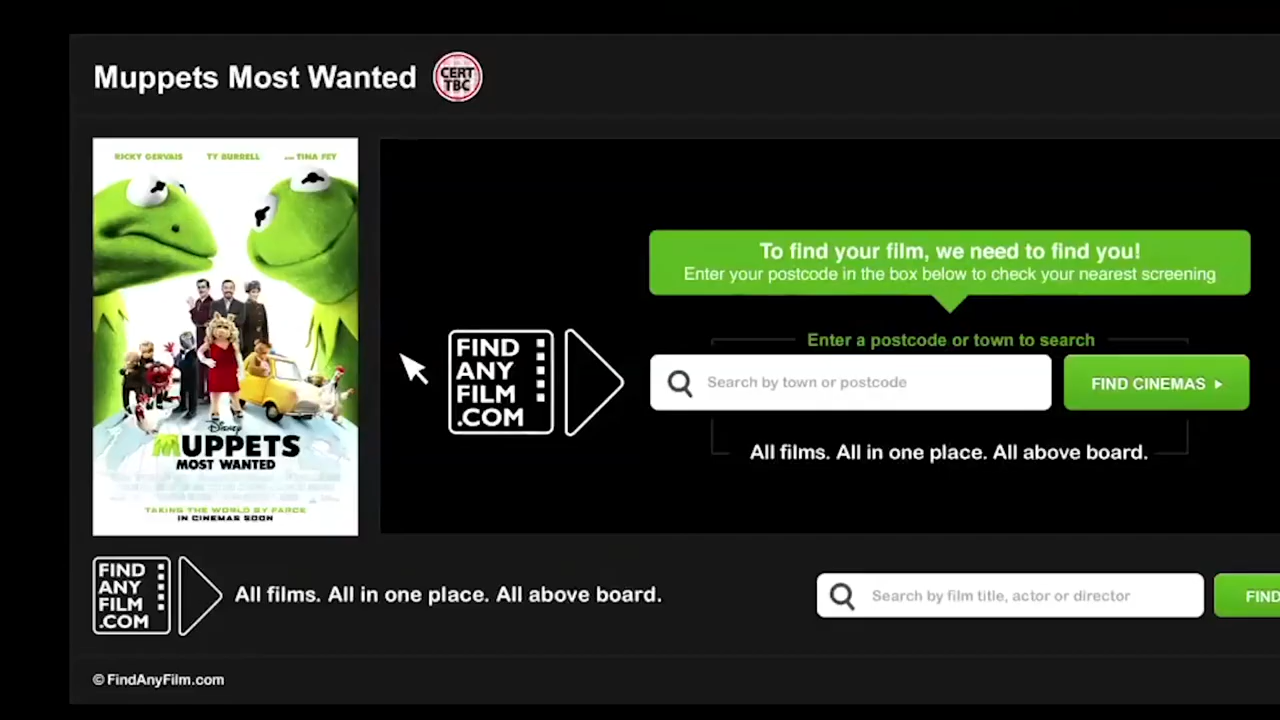 Muppets Most Wanted
CERT
TBC
RICKY GERVAIS TY BURRELL AND TINA FEY
Disney
MUPPETS
MOST WANTED
TAKING THE WORLD BY FARCE
IN CINEMAS SOON
To find your film, we need to find you!
Enter your postcode in the box below to check your nearest screening
Enter a postcode or town to search
FIND
ANY
FILM
.COM
Search by town or postcode
FIND CINEMAS
All films. All in one place. All above board.
FIND
ANY
FILM
.COM
All films. All in one place. All above board.
Search by film title, actor or director
FIND
© FindAnyFilm.com